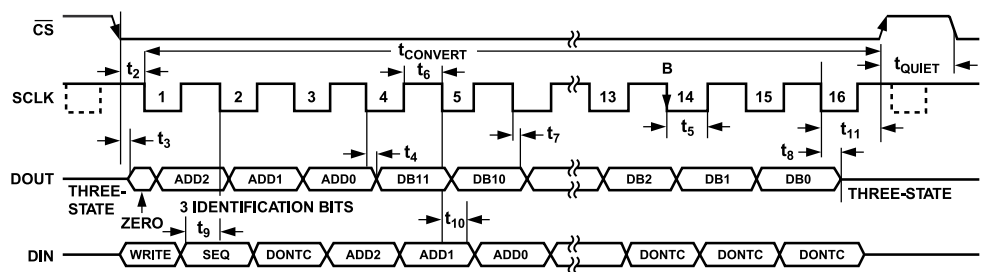 CS
tCONVERT
t2
t6
B
tQUIET
SCLK
1 2 3 4 5 13 14 15 16
t3
t4
t7
t5
t8
t11
DOUT
ADD2 ADD1 ADD0 DB11 DB10 DB2 DB1 DB0
THREE-
STATE
THREE-STATE
ZERO
3 IDENTIFICATION BITS
t9
t10
DIN
WRITE SEQ DONTC ADD2 ADD1 ADD0 DONTC DONTC DONTC